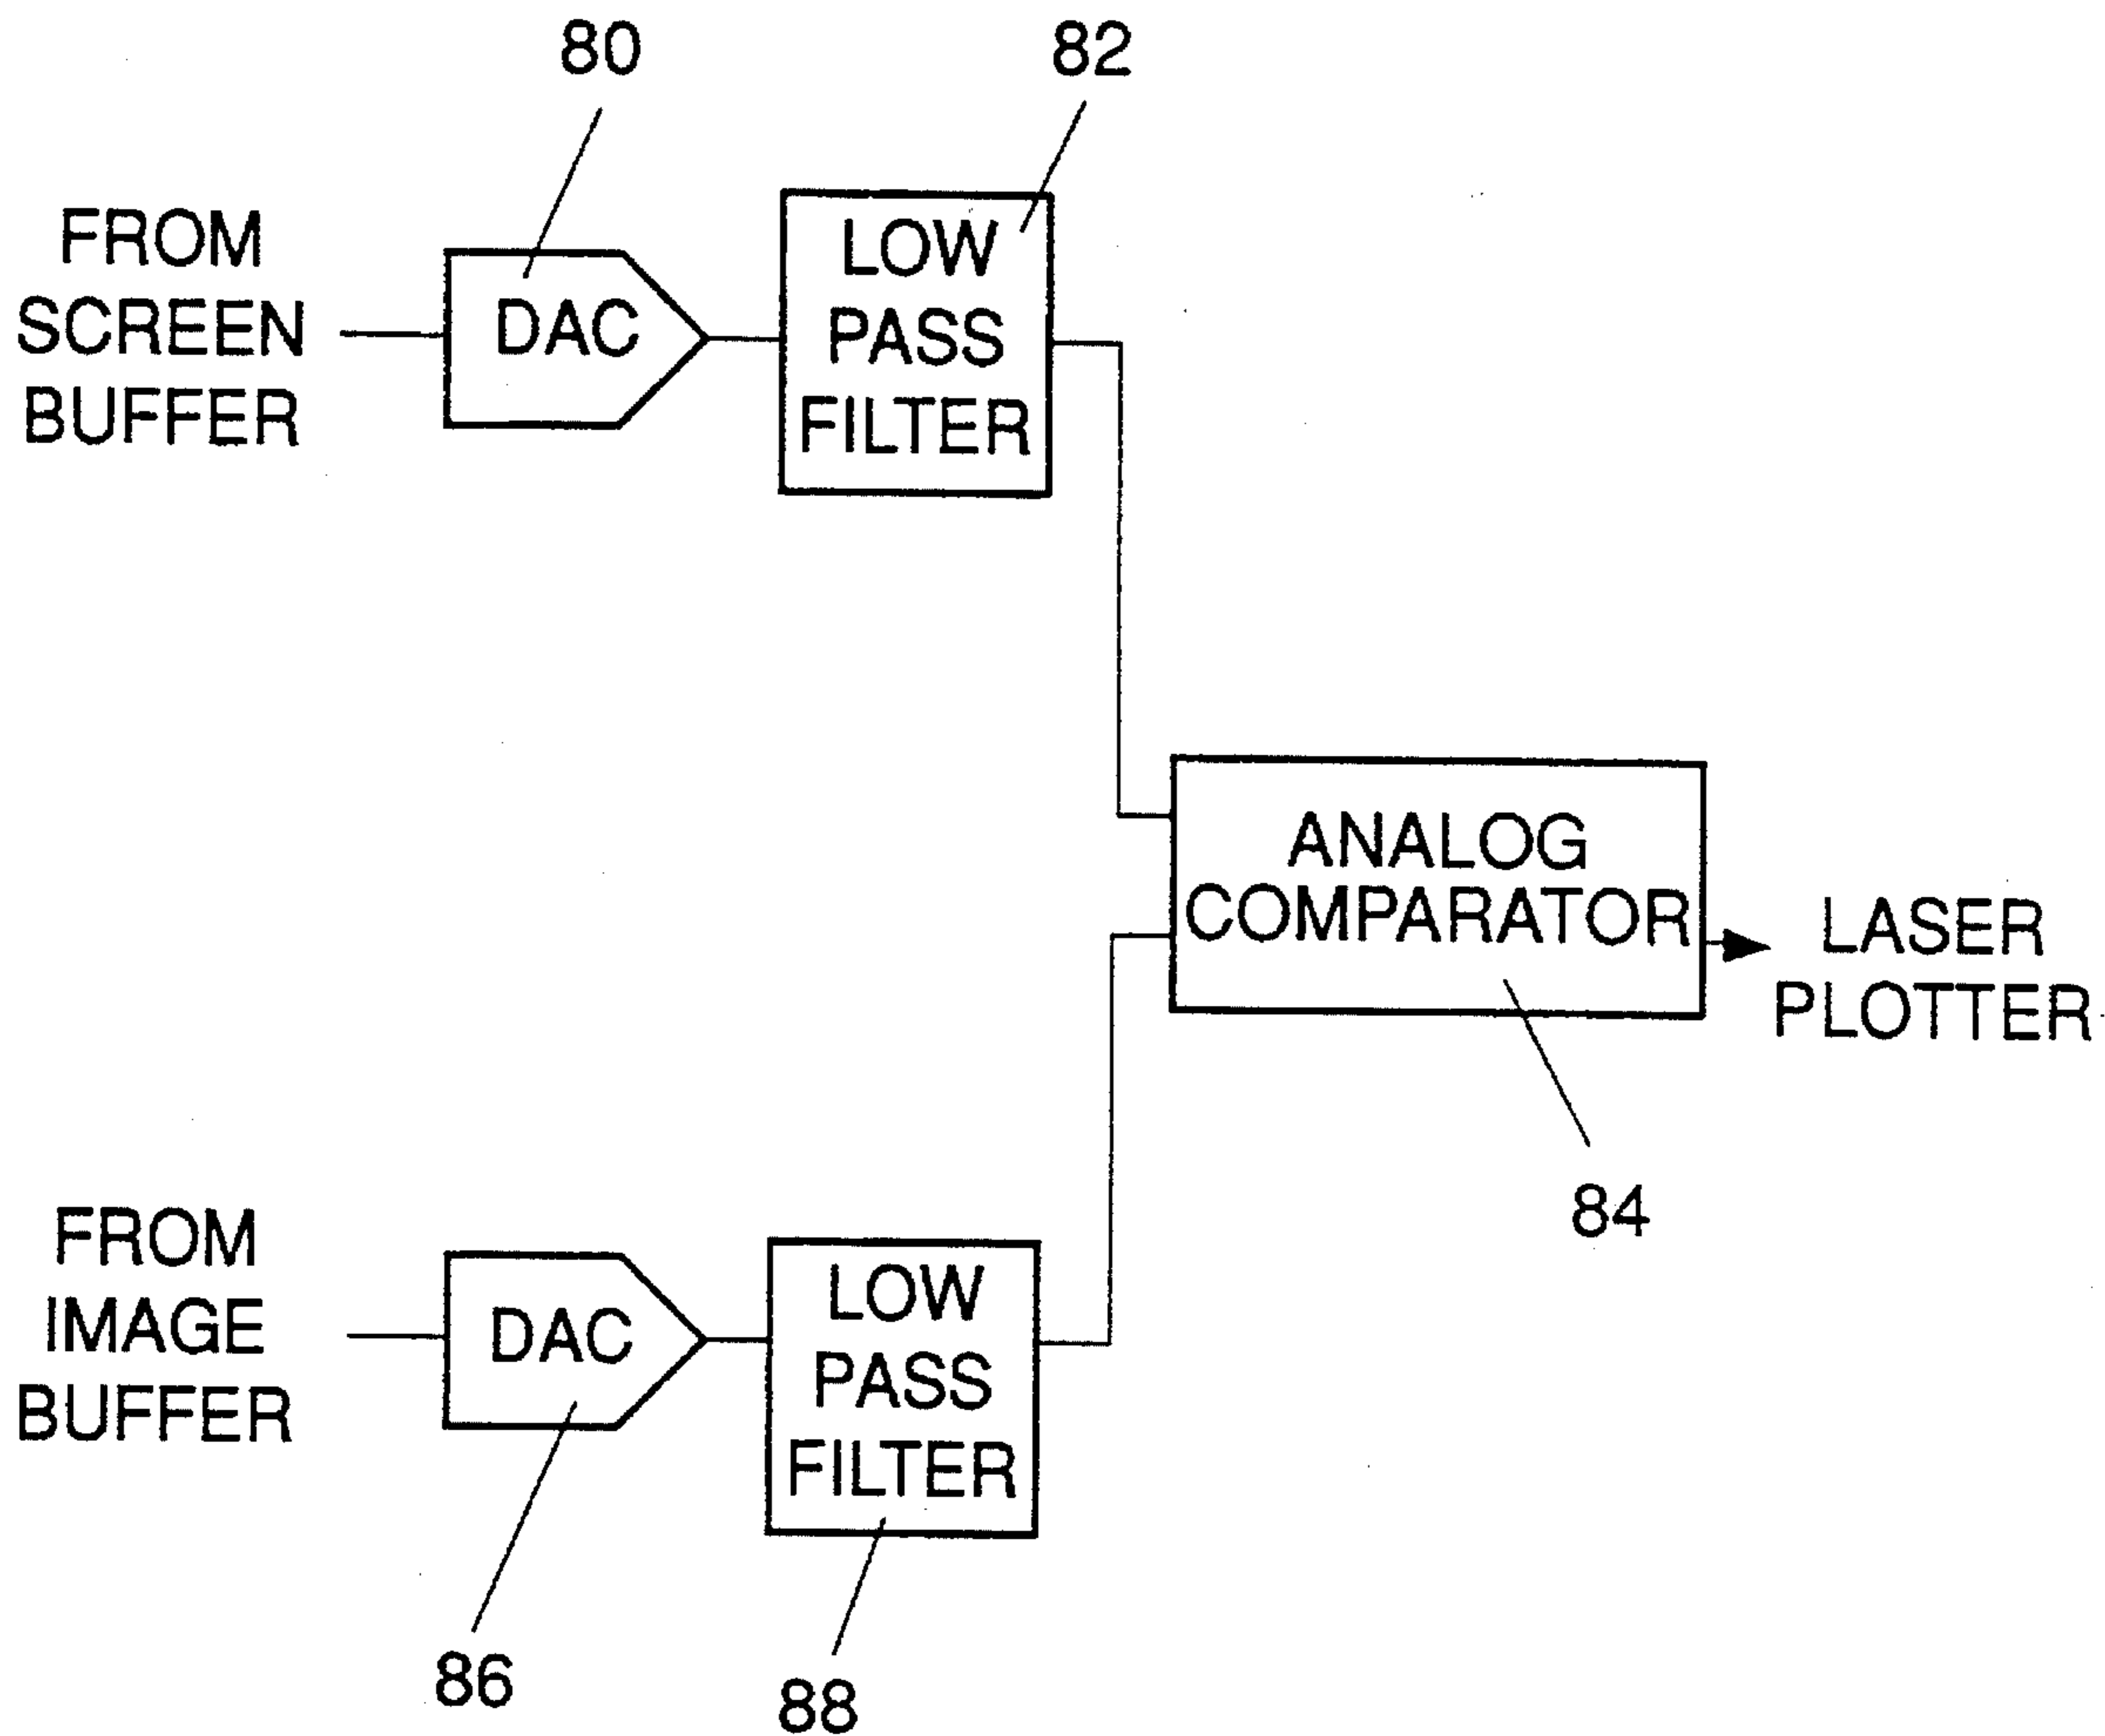 80
82
FROM
SCREEN
BUFFER
DAC
LOW
PASS
FILTER
ANALOG
COMPARATOR
LASER
PLOTTER
84
FROM
IMAGE
BUFFER
DAC
LOW
PASS
FILTER
86
88